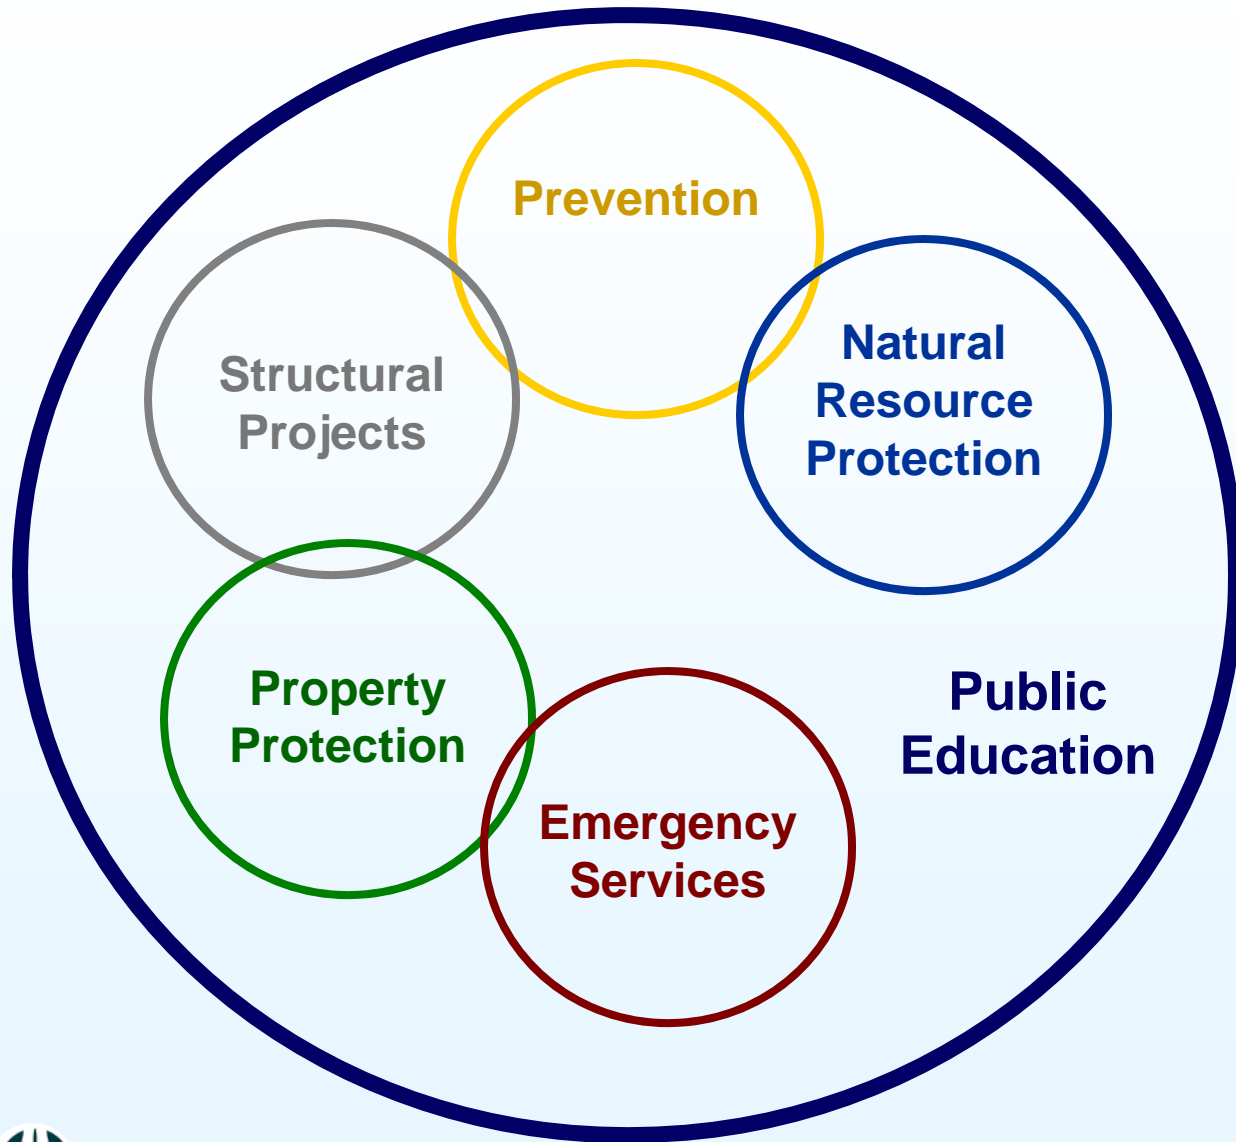 Prevention
Structural
Projects
Natural
Resource
Protection
Property
Protection
Public
Education
Emergency
Services